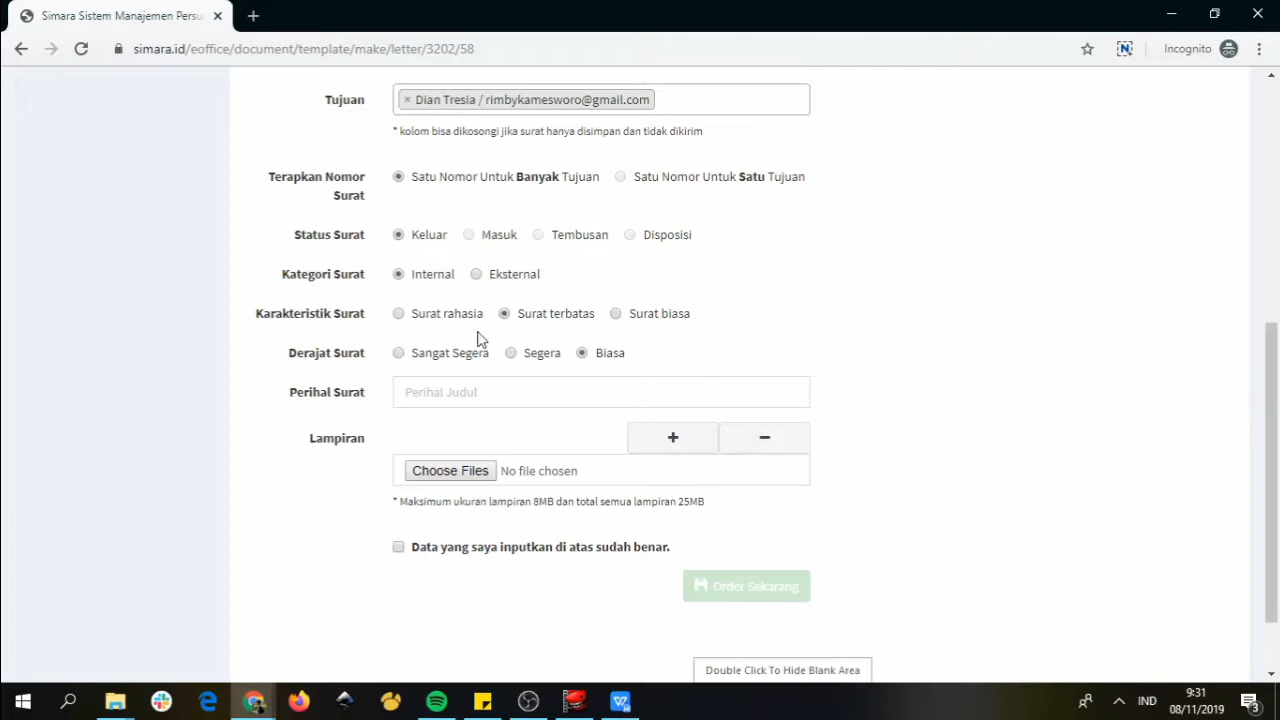 Simara Sistem Manajemen Persu
simara.id/eoffice/document/template/make/letter/3202/58
Incognito
Tujuan
× Dian Tresia / rimbykamesworo@gmail.com
* kolom bisa dikosongi jika surat hanya disimpan dan tidak dikirim
Terapkan Nomor Surat
Satu Nomor Untuk Banyak Tujuan
Satu Nomor Untuk Satu Tujuan
Status Surat
Keluar Masuk Tembusan Disposisi
Kategori Surat
Internal Eksternal
Karakteristik Surat
Surat rahasia Surat terbatas Surat biasa
Derajat Surat
Sangat Segera Segera Biasa
Perihal Surat
Perihal Judul
Lampiran
+ −
Choose Files No file chosen
* Maksimum ukuran lampiran 8MB dan total semua lampiran 25MB
Data yang saya inputkan di atas sudah benar.
Order Sekarang
Double Click To Hide Blank Area
IND
9:31
08/11/2019
3